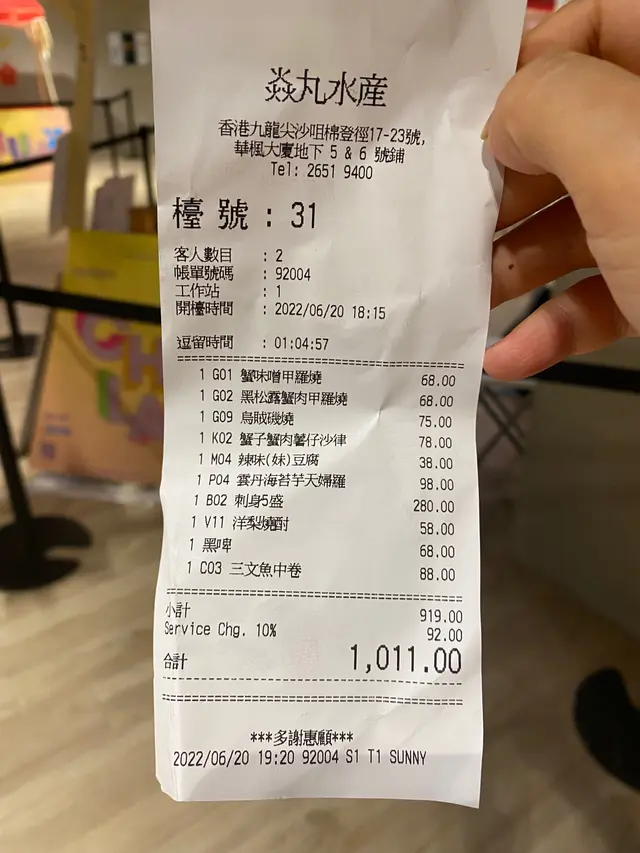 焱丸水産
香港九龍尖沙咀棉登徑17-23號,
華楓大廈地下 5 & 6 號鋪
Tel: 2651 9400
檯號 : 31
客人數目 : 2
帳單號碼 : 92004
工作站 : 1
開檯時間 : 2022/06/20 18:15
逗留時間 : 01:04:57
1 G01 蟹味噌甲羅燒 68.00
1 G02 黑松露蟹肉甲羅燒 68.00
1 G09 烏賊磯燒 75.00
1 K02 蟹子蟹肉薯仔沙律 78.00
1 M04 辣味(妹)豆腐 38.00
1 P04 雲丹海苔芋天婦羅 98.00
1 B02 刺身5盛 280.00
1 V11 洋梨燒酎 58.00
1 黑啤 68.00
1 C03 三文魚中卷 88.00
小計 919.00
Service Chg. 10% 92.00
合計 1,011.00
***多謝惠顧***
2022/06/20 19:20 92004 S1 T1 SUNNY